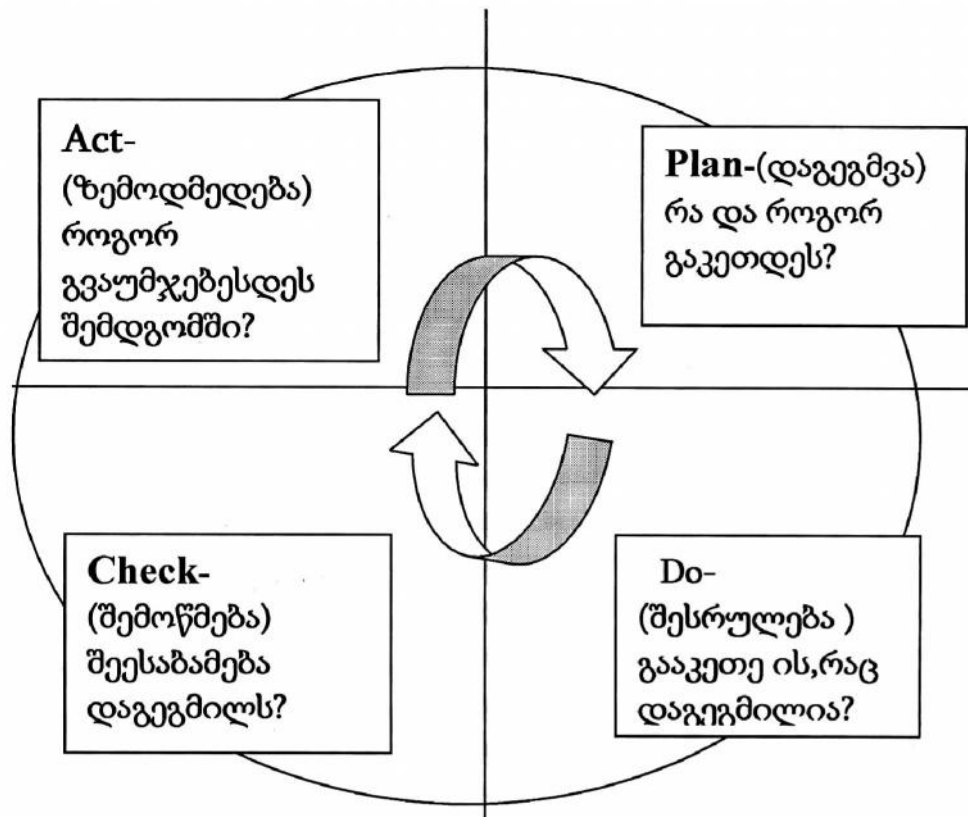 Act-
(ზემოდმედება)
როგორ
გვაუმჯებესდეს
შემდგომში?
Plan-(დაგეგმვა)
რა და როგორ
გაკეთდეს?
Check-
(შემოწმება)
შეესაბამება
დაგეგმილს?
Do-
(შესრულება )
გააკეთე ის,რაც
დაგეგმილია?